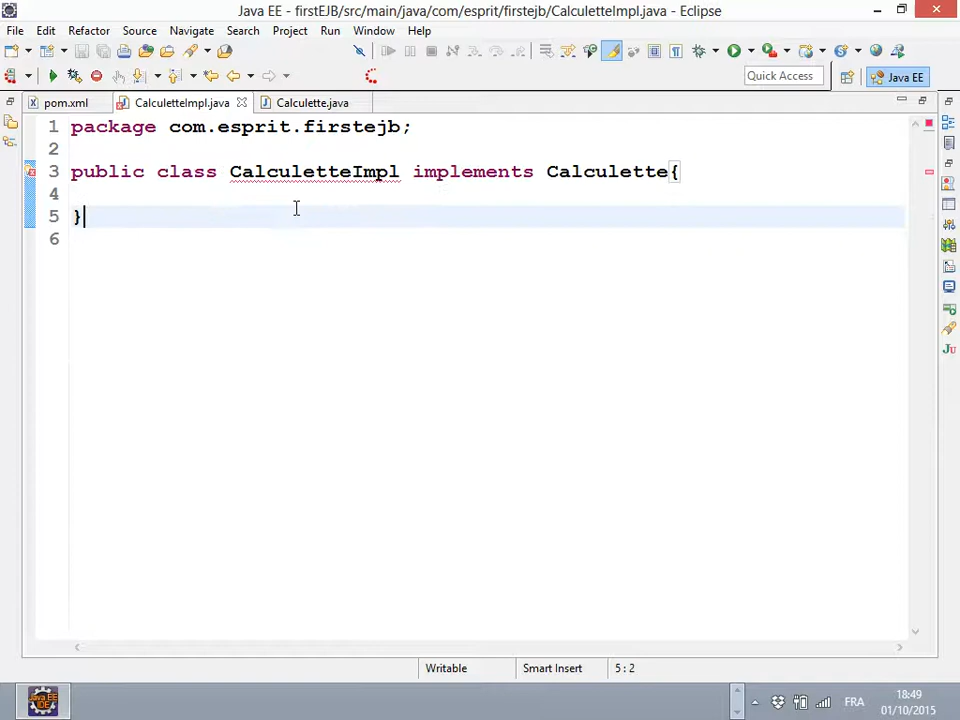 Java EE - firstEJB/src/main/java/com/esprit/firstejb/CalculetteImpl.java - Eclipse
File Edit Refactor Source Navigate Search Project Run Window Help
Quick Access
Java EE
pom.xml CalculetteImpl.java Calculette.java
1 package com.esprit.firstejb;
2
3 public class CalculetteImpl implements Calculette{
4
5 }
6
Writable Smart Insert 5 : 2
Java EE
IDE
FRA
18:49
01/10/2015